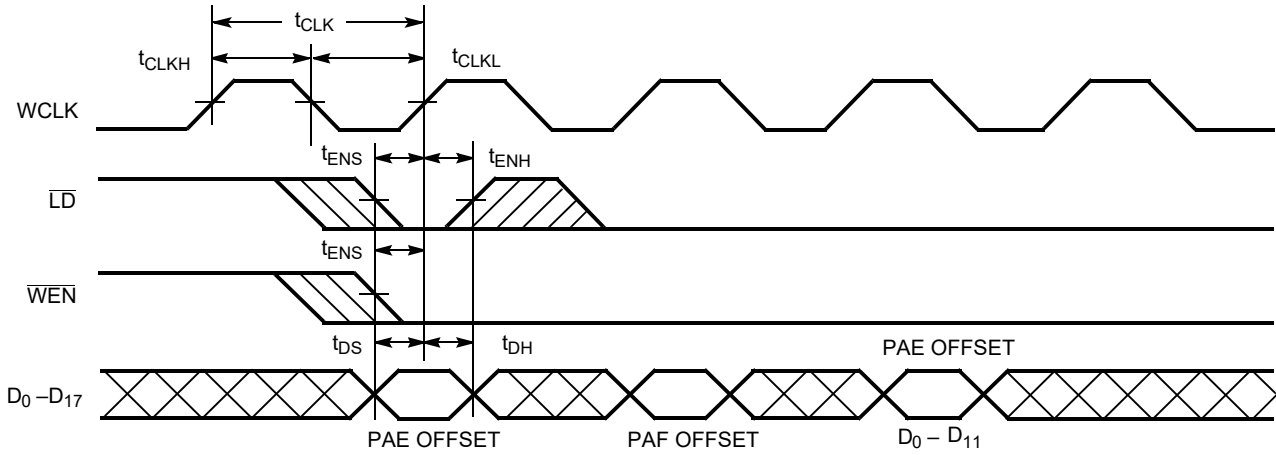 tCLK
tCLKH
tCLKL
WCLK
tENS
tENH
LD
tENS
WEN
tDS
tDH
PAE OFFSET
D0 –D17
PAE OFFSET
PAF OFFSET
D0 – D11